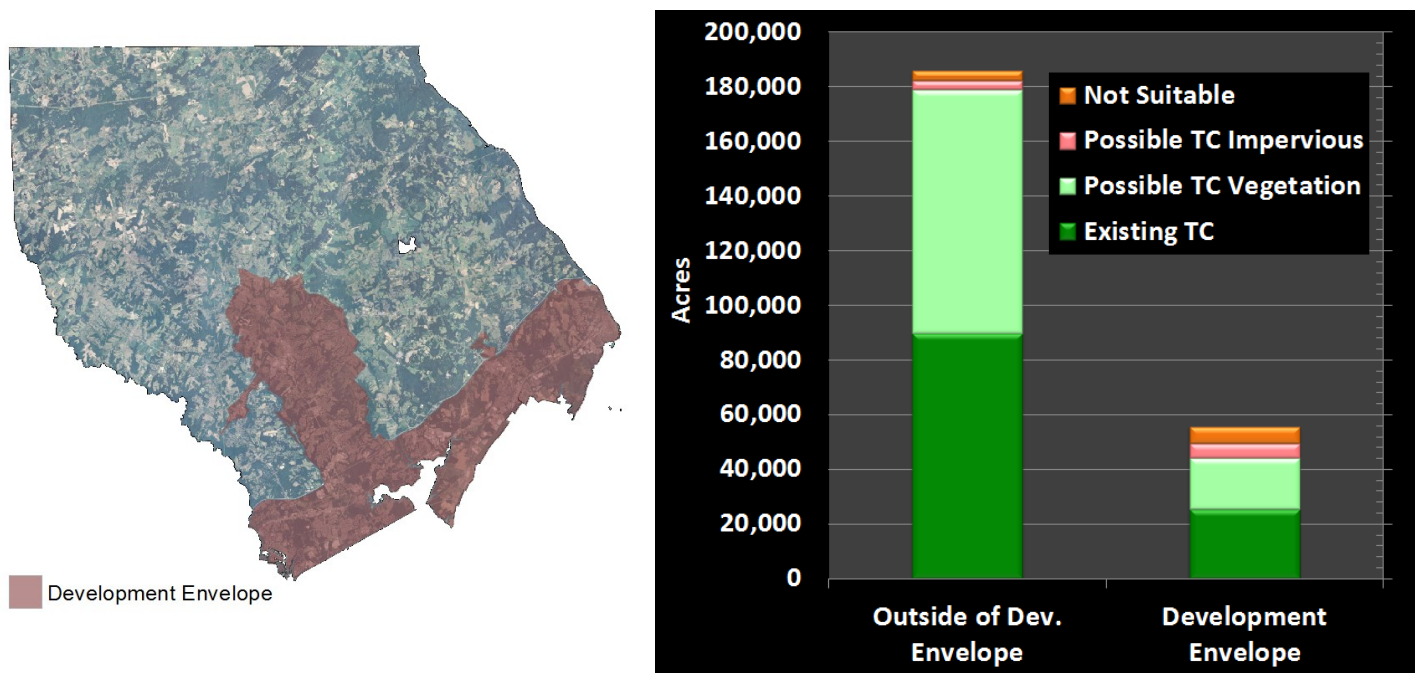 Development Envelope
200,000
180,000
160,000
140,000
120,000
100,000
80,000
60,000
40,000
20,000
0
Acres
Not Suitable
Possible TC Impervious
Possible TC Vegetation
Existing TC
Outside of Dev.
Envelope
Development
Envelope